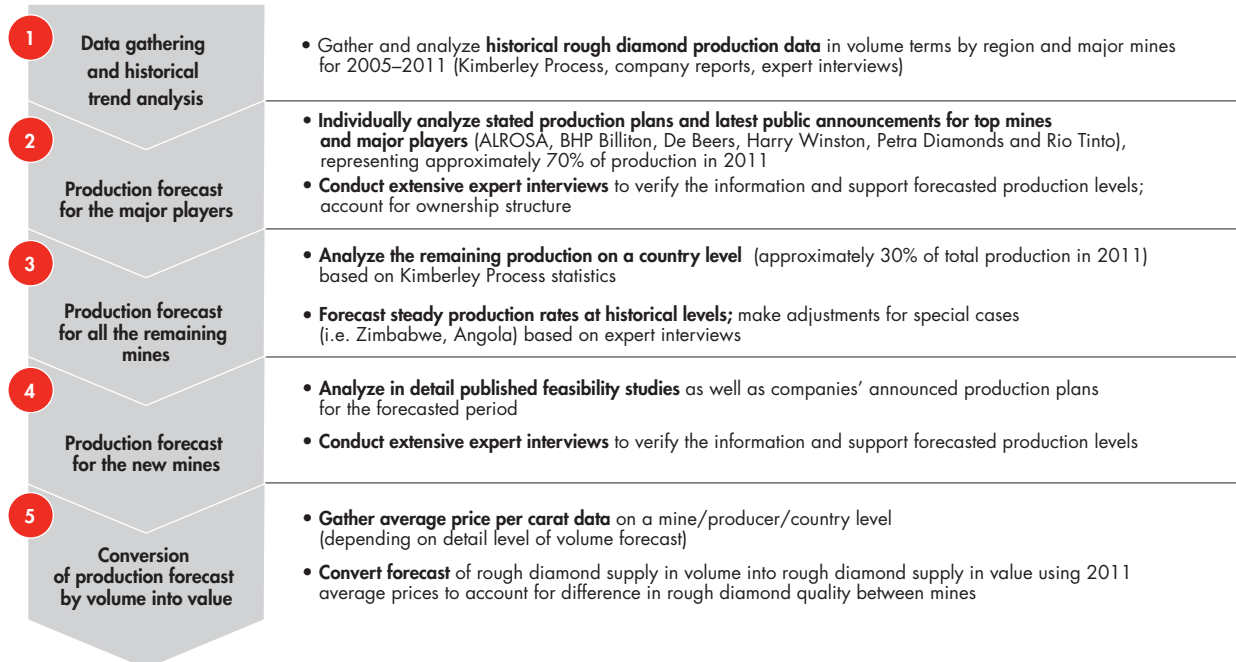 1
Data gathering
and historical
trend analysis
• Gather and analyze historical rough diamond production data in volume terms by region and major mines
for 2005–2011 (Kimberley Process, company reports, expert interviews)
2
Production forecast
for the major players
• Individually analyze stated production plans and latest public announcements for top mines
and major players (ALROSA, BHP Billiton, De Beers, Harry Winston, Petra Diamonds and Rio Tinto),
representing approximately 70% of production in 2011
• Conduct extensive expert interviews to verify the information and support forecasted production levels;
account for ownership structure
3
Production forecast
for all the remaining
mines
• Analyze the remaining production on a country level (approximately 30% of total production in 2011)
based on Kimberley Process statistics
• Forecast steady production rates at historical levels; make adjustments for special cases
(i.e. Zimbabwe, Angola) based on expert interviews
4
Production forecast
for the new mines
• Analyze in detail published feasibility studies as well as companies’ announced production plans
for the forecasted period
• Conduct extensive expert interviews to verify the information and support forecasted production levels
5
Conversion
of production forecast
by volume into value
• Gather average price per carat data on a mine/producer/country level
(depending on detail level of volume forecast)
• Convert forecast of rough diamond supply in volume into rough diamond supply in value using 2011
average prices to account for difference in rough diamond quality between mines